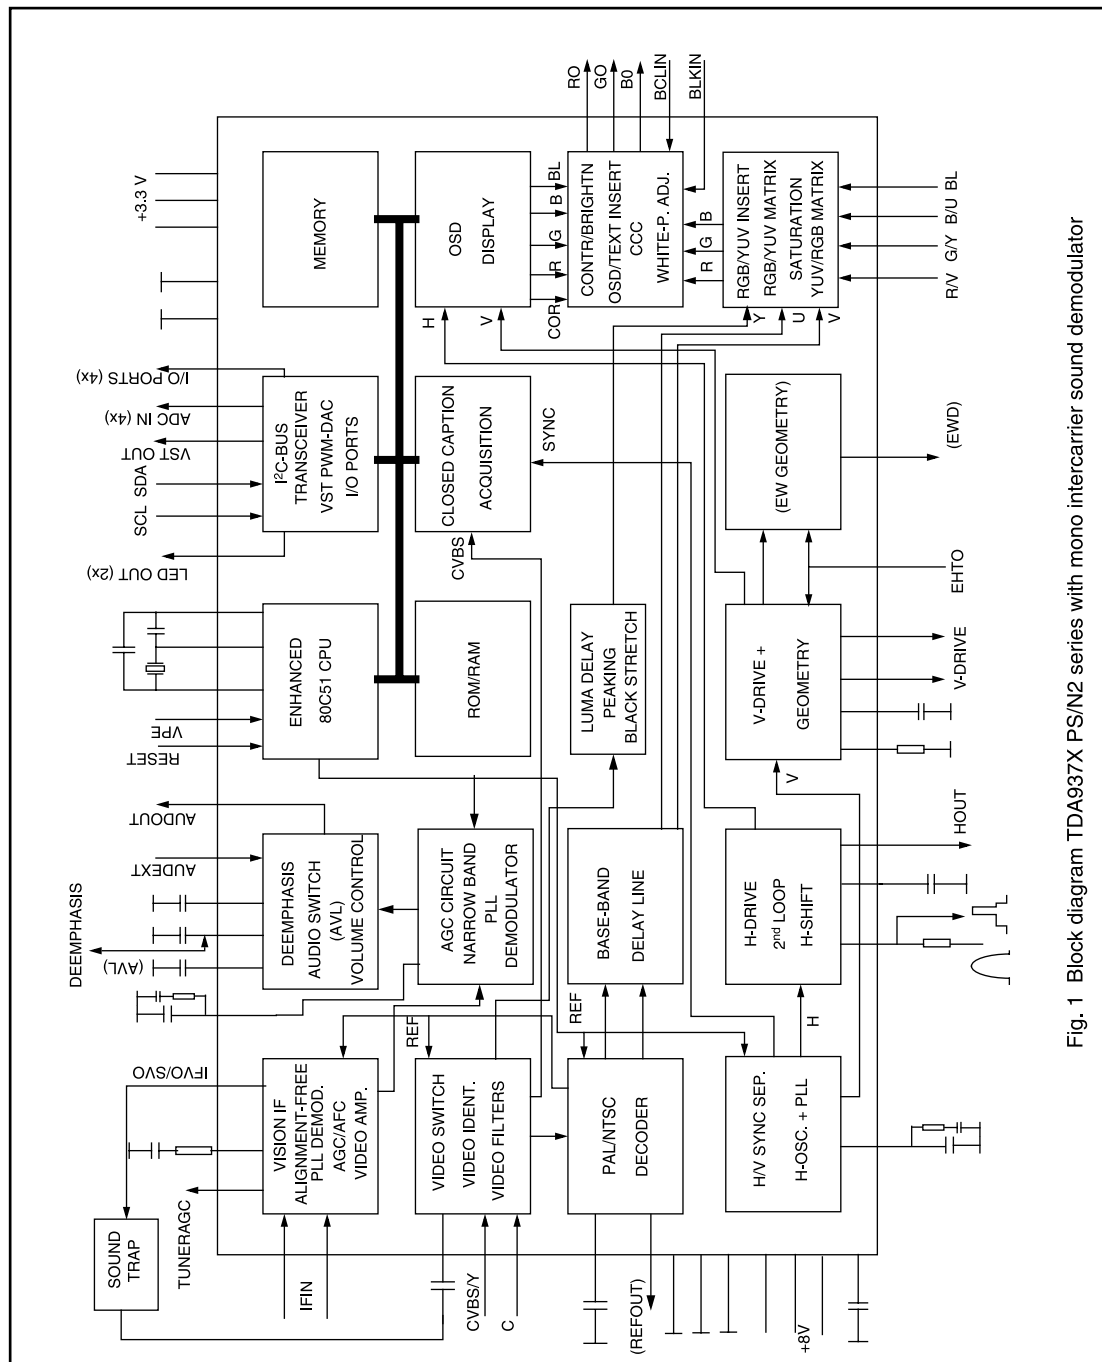 SOUND
TRAP
TUNERAGC
IFVO/SVO
(AVL)
DEEMPHASIS
AUDEXT
AUDOUT
RESET
VPE
LED OUT (2x)
SCL
SDA
VST OUT
ADC IN (4x)
I/O PORTS (4x)
+3.3 V
IFIN
VISION IF
ALIGNMENT-FREE
PLL DEMOD.
AGC/AFC
VIDEO AMP.
DEEMPHASIS
AUDIO SWITCH
(AVL)
VOLUME CONTROL
ENHANCED
80C51 CPU
I²C-BUS
TRANSCEIVER
VST PWM-DAC
I/O PORTS
MEMORY
CVBS/Y
C
REF
VIDEO SWITCH
VIDEO IDENT.
VIDEO FILTERS
AGC CIRCUIT
NARROW BAND
PLL
DEMODULATOR
ROM/RAM
CVBS
CLOSED CAPTION
ACQUISITION
SYNC
H
V
OSD
DISPLAY
COR
R
G
B
BL
(REFOUT)
PAL/NTSC
DECODER
REF
BASE-BAND
DELAY LINE
LUMA DELAY
PEAKING
BLACK STRETCH
CONTR/BRIGHTN
OSD/TEXT INSERT
CCC
WHITE-P. ADJ.
RO
GO
B0
BCLIN
BLKIN
R
G
B
Y
U
V
RGB/YUV INSERT
RGB/YUV MATRIX
SATURATION
YUV/RGB MATRIX
R/V
G/Y
B/U
BL
+8V
H/V SYNC SEP.
H-OSC. + PLL
H
H-DRIVE
2nd LOOP
H-SHIFT
HOUT
V
V-DRIVE +
GEOMETRY
V-DRIVE
EHTO
(EW GEOMETRY)
(EWD)
Fig. 1 Block diagram TDA937X PS/N2 series with mono intercarrier sound demodulator